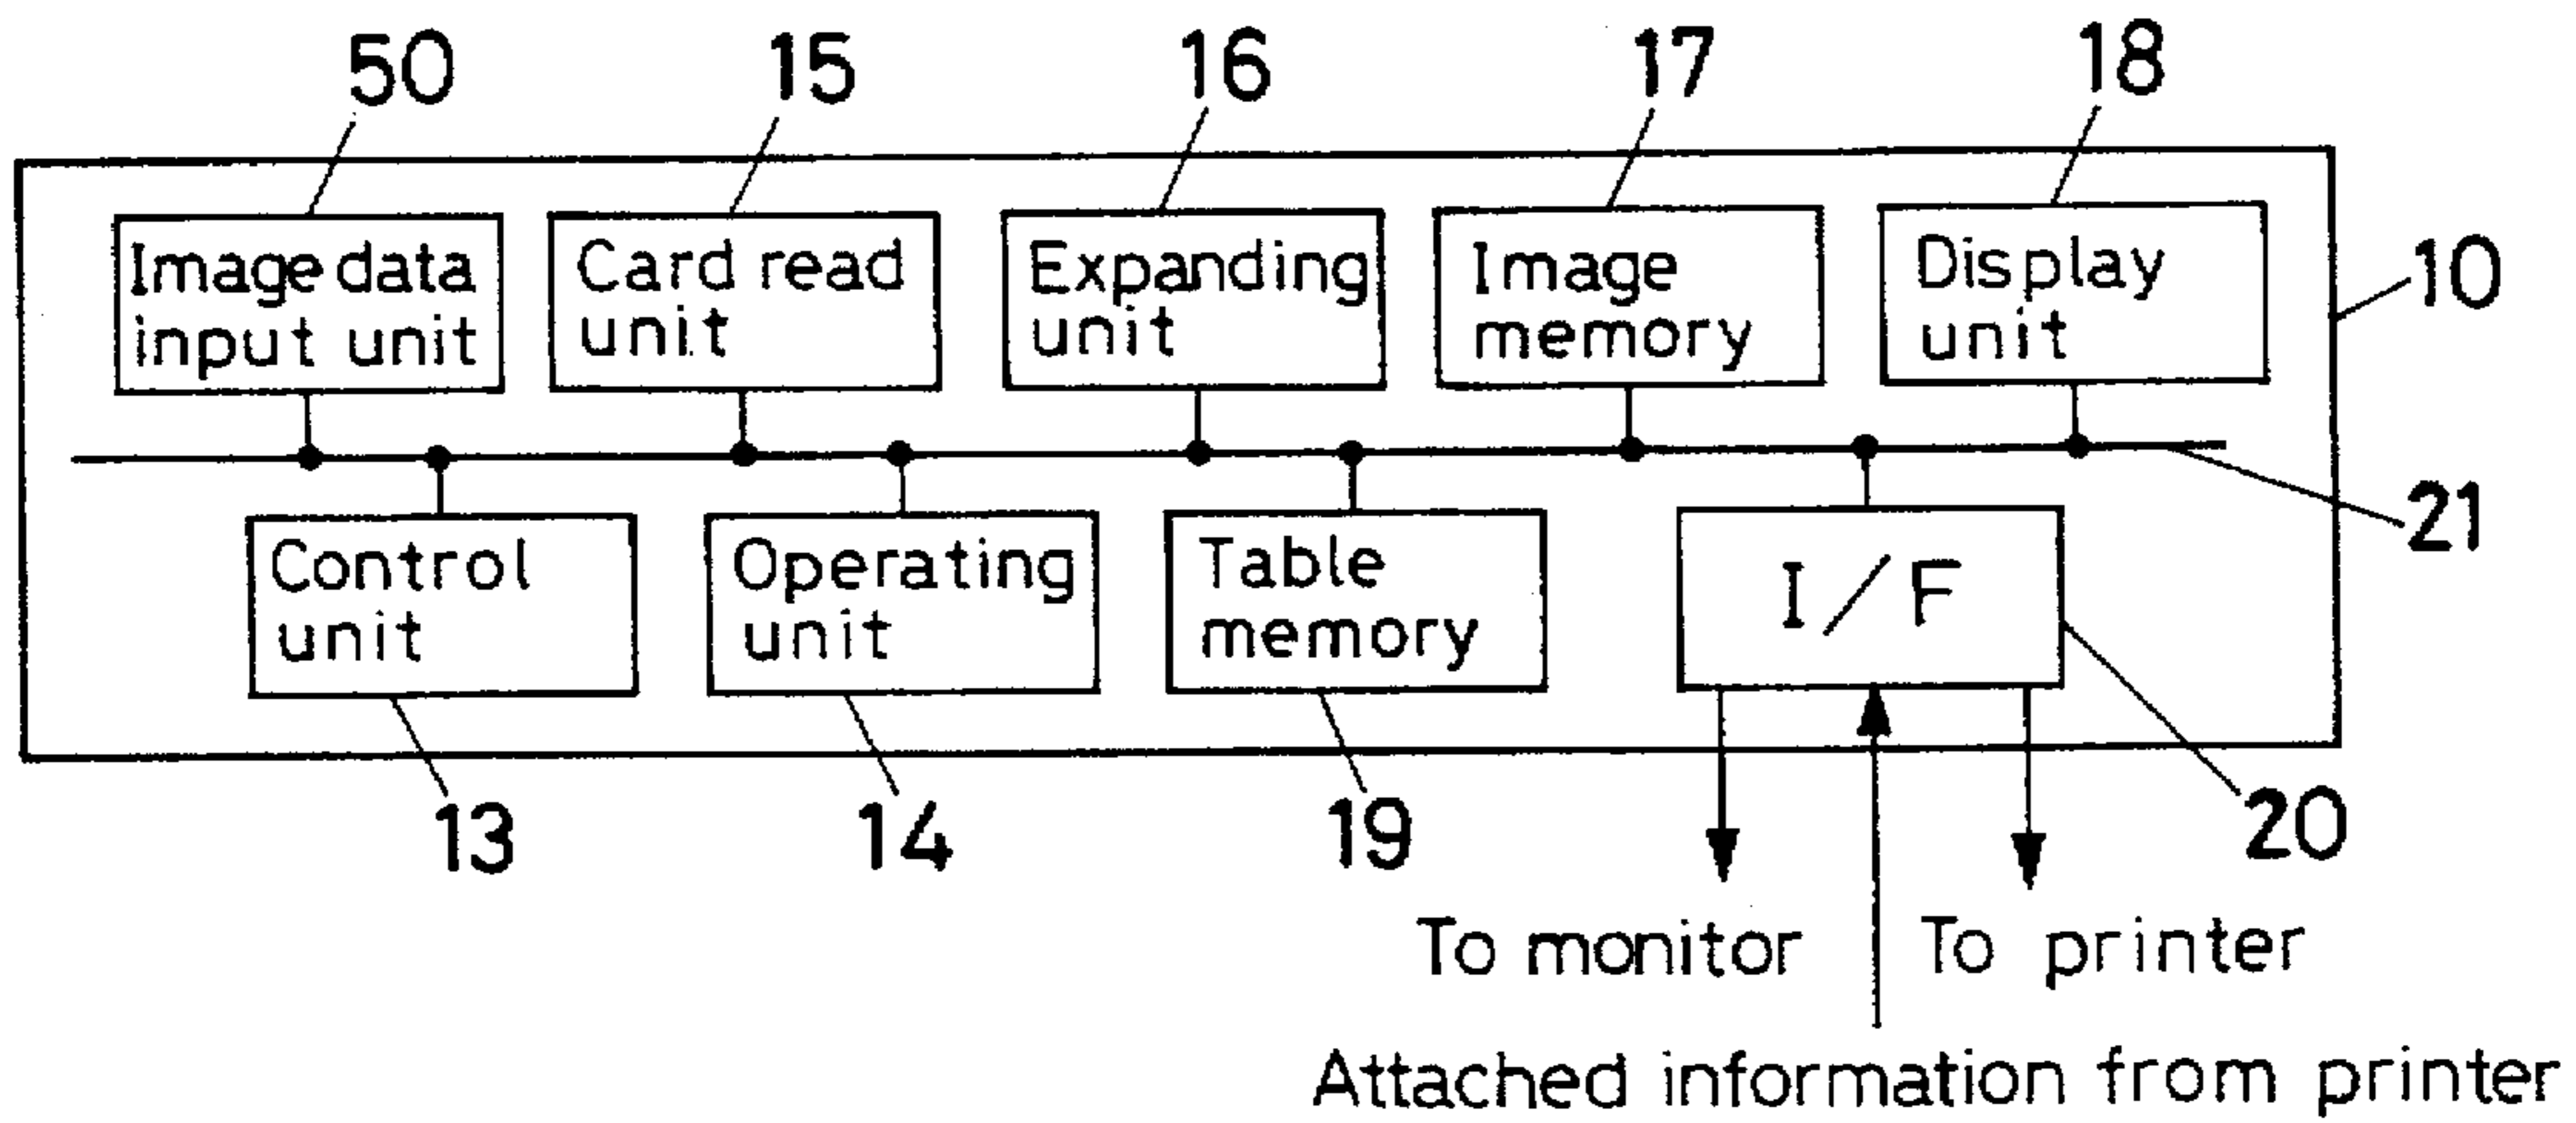 50 15 16 17 18
Image data
input unit
Card read
unit
Expanding
unit
Image
memory
Display
unit
10
21
Control
unit
Operating
unit
Table
memory
I/F
13 14 19 20
To monitor
To printer
Attached information from printer